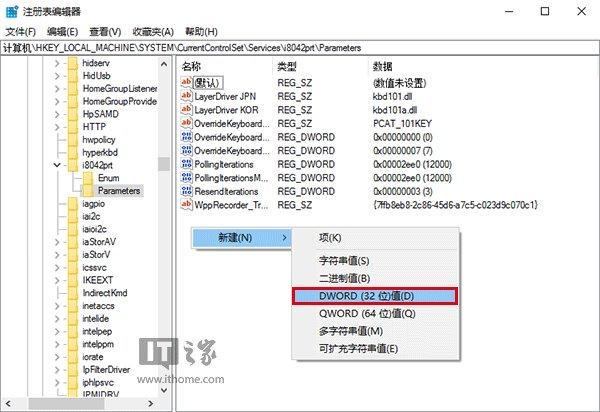 注册表编辑器
文件(F) 编辑(E) 查看(V) 收藏夹(A) 帮助(H)
计算机\HKEY_LOCAL_MACHINE\SYSTEM\CurrentControlSet\Services\i8042prt\Parameters
hidserv
HidUsb
HomeGroupListener
HomeGroupProvide
HpSAMD
HTTP
hwpolicy
hyperkbd
i8042prt
Enum
Parameters
iagpio
iai2c
iaioi2c
iaStorAV
iaStorV
icssvc
IKEEXT
IndirectKmd
inetaccs
intelide
intelpep
intelppm
iorate
IpFilterDriver
iphlpsvc
IPMIDRV
名称 类型 数据
(默认) REG_SZ (数值未设置)
LayerDriver JPN REG_SZ kbd101.dll
LayerDriver KOR REG_SZ kbd101a.dll
OverrideKeyboard... REG_SZ PCAT_101KEY
OverrideKeyboard... REG_DWORD 0x00000000 (0)
OverrideKeyboard... REG_DWORD 0x00000007 (7)
PollingIterations REG_DWORD 0x00002ee0 (12000)
PollingIterationsM... REG_DWORD 0x00002ee0 (12000)
ResendIterations REG_DWORD 0x00000003 (3)
WppRecorder_Tr... REG_SZ {7ffb8eb8-2c86-45d6-a7c5-c023d9c070c1}
新建(N)
项(K)
字符串值(S)
二进制值(B)
DWORD (32 位)值(D)
QWORD (64 位)值(Q)
多字符串值(M)
可扩充字符串值(E)
IT之家
www.ithome.com